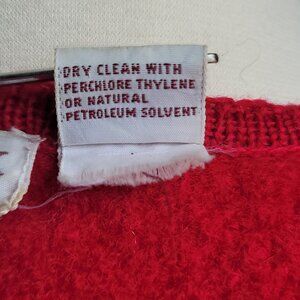 DRY CLEAN WITH
PERCHLORE THYLENE
OR NATURAL
PETROLEUM SOLVENT